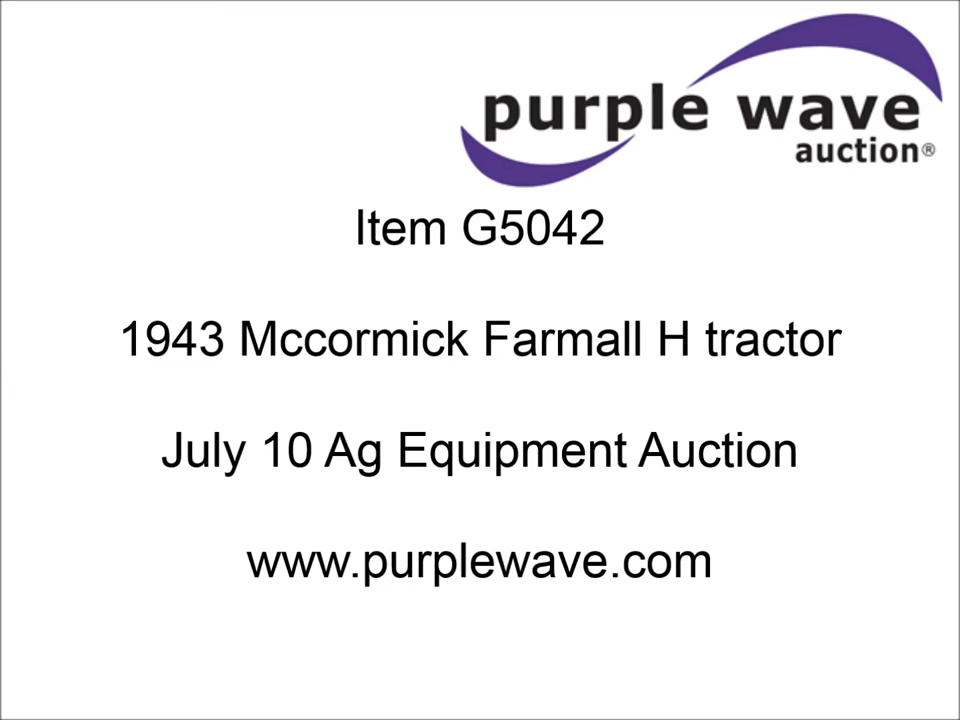 purple wave
auction®
Item G5042
1943 Mccormick Farmall H tractor
July 10 Ag Equipment Auction
www.purplewave.com